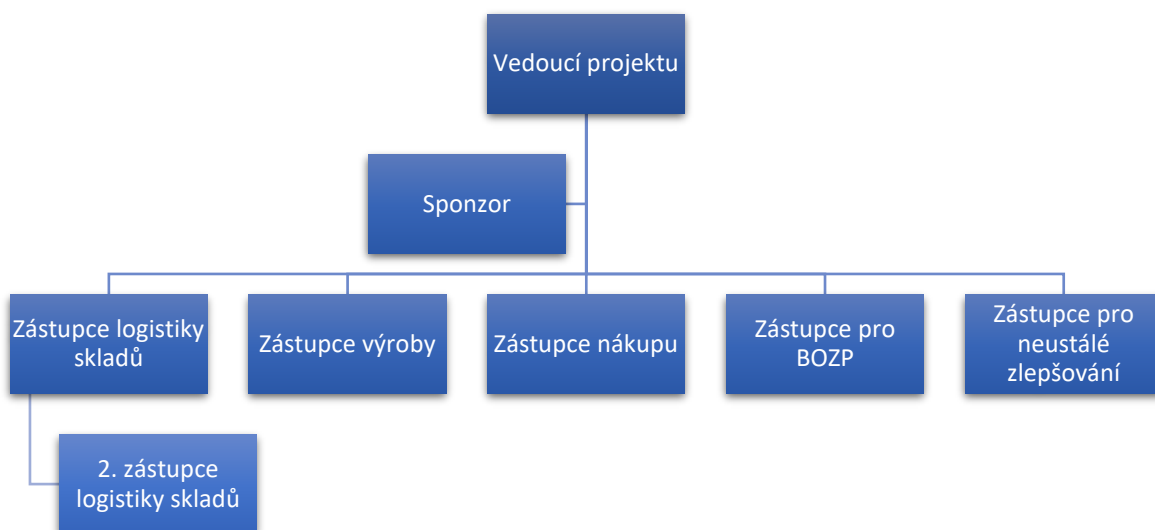 Vedoucí projektu
Sponzor
Zástupce logistiky
skladů
Zástupce výroby
Zástupce nákupu
Zástupce pro
BOZP
Zástupce pro
neustálé
zlepšování
2. zástupce
logistiky skladů